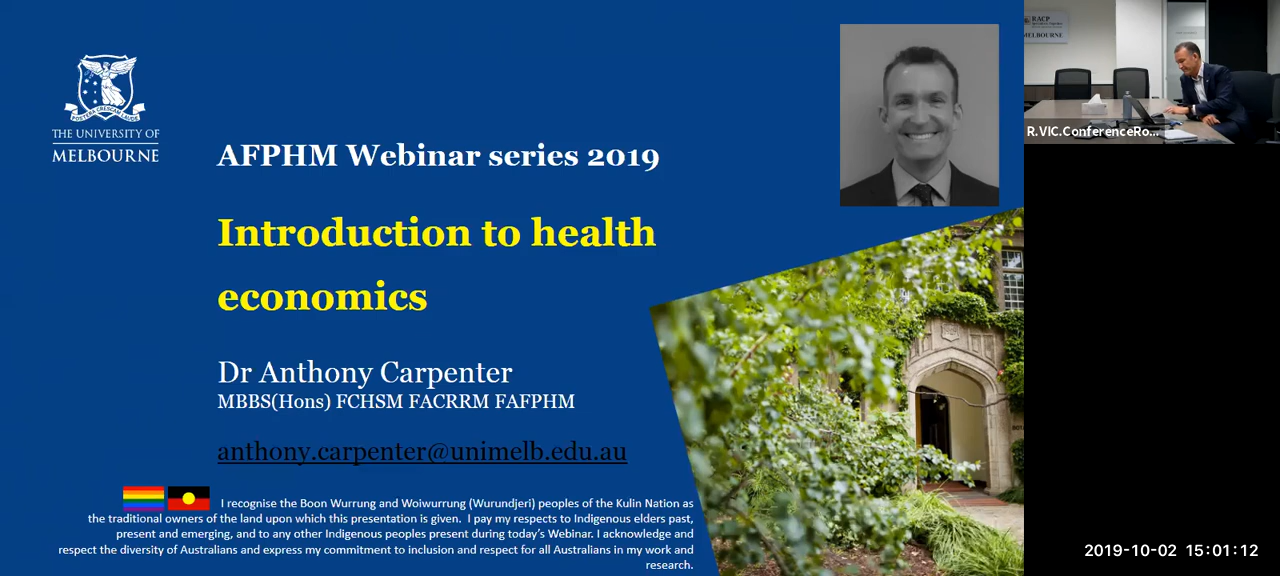 POSTERA CRESCAM LAUDE
THE UNIVERSITY OF
MELBOURNE
AFPHM Webinar series 2019
Introduction to health
economics
Dr Anthony Carpenter
MBBS(Hons) FCHSM FACRRM FAFPHM
anthony.carpenter@unimelb.edu.au
I recognise the Boon Wurrung and Woiwurrung (Wurundjeri) peoples of the Kulin Nation as
the traditional owners of the land upon which this presentation is given. I pay my respects to Indigenous elders past,
present and emerging, and to any other Indigenous peoples present during today's Webinar. I acknowledge and
respect the diversity of Australians and express my commitment to inclusion and respect for all Australians in my work and
research.
RACP
MELBOURNE
R.VIC.ConferenceRo...
2019-10-02 15:01:12